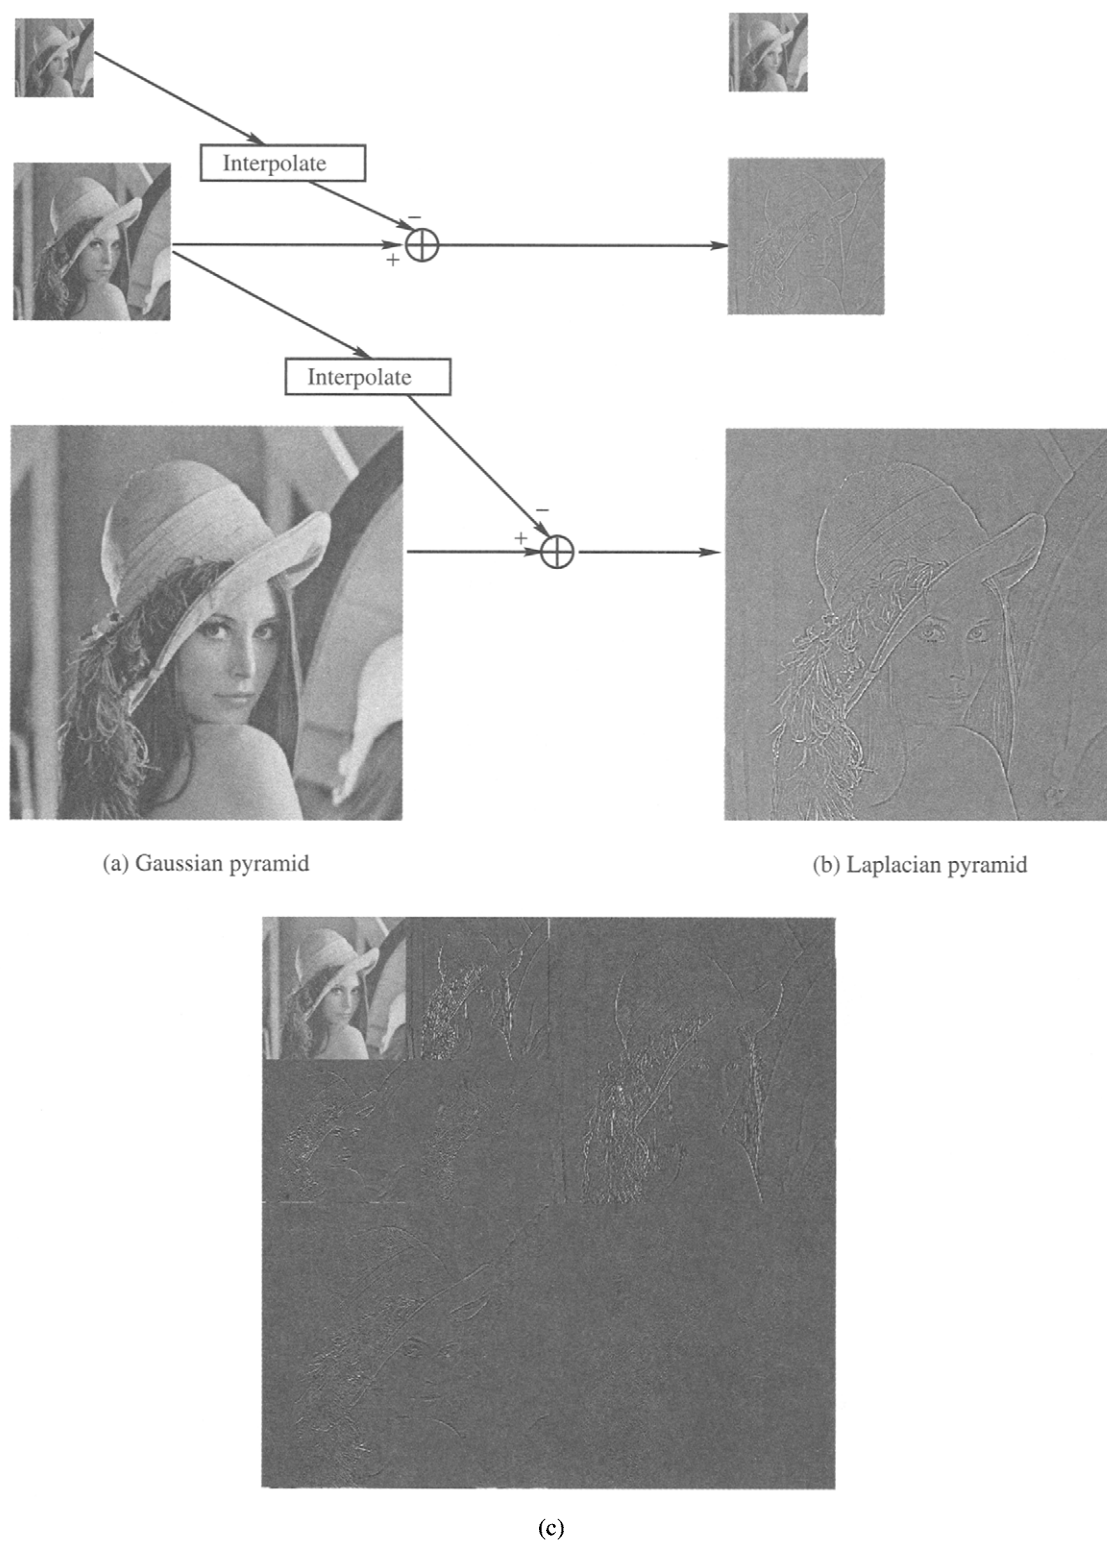 Interpolate
−
+
Interpolate
−
+
(a) Gaussian pyramid
(b) Laplacian pyramid
(c)